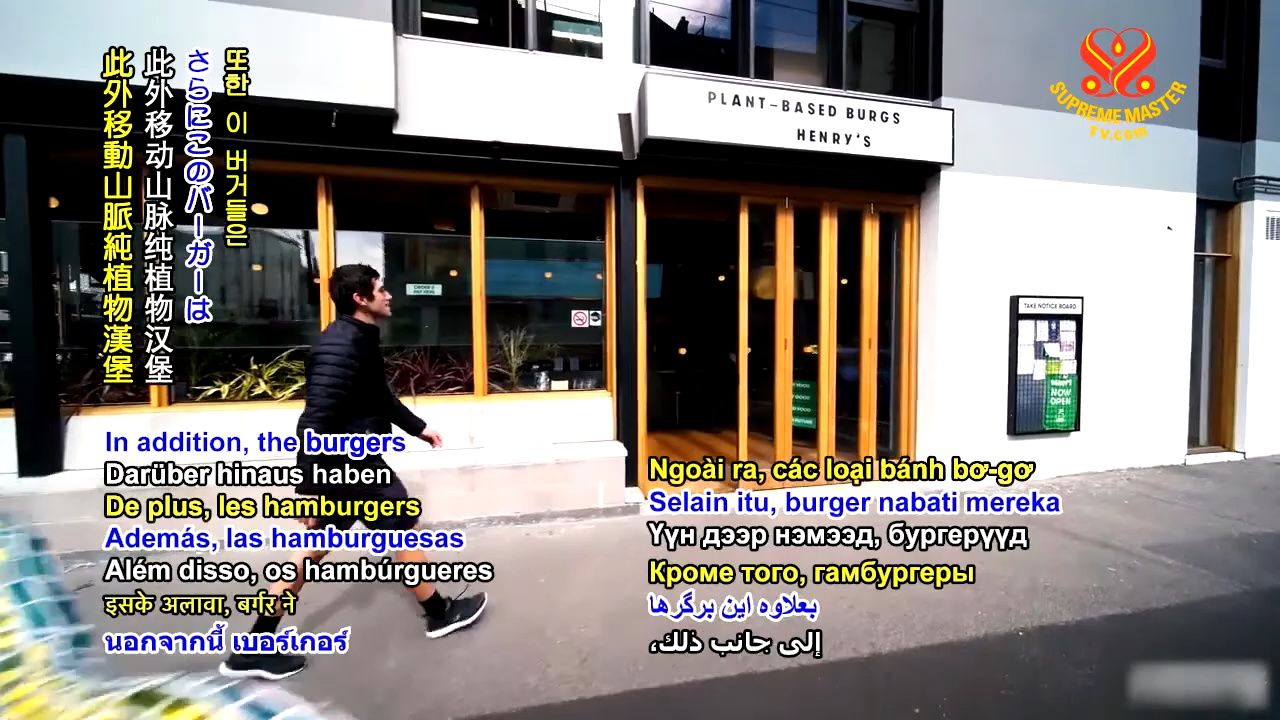 또한 이 버거들은
さらにこのバーガーは
此外移动山脉纯植物汉堡
此外移動山脈純植物漢堡
PLANT-BASED BURGS
HENRY'S
SUPREME MASTER
TV.com
TAKE NOTICE BOARD
NOW
OPEN
In addition, the burgers
Darüber hinaus haben
De plus, les hamburgers
Además, las hamburguesas
Além disso, os hambúrgueres
इसके अलावा, बर्गर ने
นอกจากนี้ เบอร์เกอร์
Ngoài ra, các loại bánh bơ-gơ
Selain itu, burger nabati mereka
Үүн дээр нэмээд, бургерүүд
Кроме того, гамбургеры
بعلاوه این برگرها
إلى جانب ذلك،